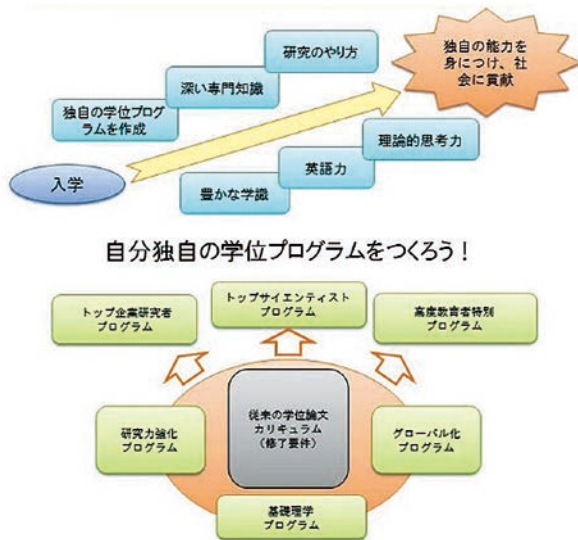 研究のやり方
深い専門知識
独自の学位プログ
ラムを作成
独自の能力を
身につけ、社
会に貢献
入学
豊かな学識
英語力
理論的思考力
自分独自の学位プログラムをつくろう！
トップ企業研究者
プログラム
トップサイエンティスト
プログラム
高度教育者特別
プログラム
研究力強化
プログラム
従来の学位論文
カリキュラム
（修了要件）
グローバル化
プログラム
基礎理学
プログラム